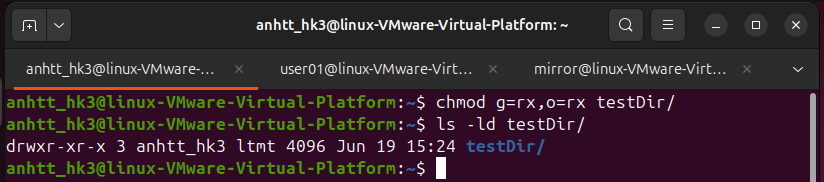 anhtt_hk3@linux-VMware-Virtual-Platform: ~
anhtt_hk3@linux-VMware-...
user01@linux-VMware-Virt...
mirror@linux-VMware-Virt...
anhtt_hk3@linux-VMware-Virtual-Platform:~$ chmod g=rx,o=rx testDir/
anhtt_hk3@linux-VMware-Virtual-Platform:~$ ls -ld testDir/
drwxr-xr-x 3 anhtt_hk3 ltmt 4096 Jun 19 15:24 testDir/
anhtt_hk3@linux-VMware-Virtual-Platform:~$